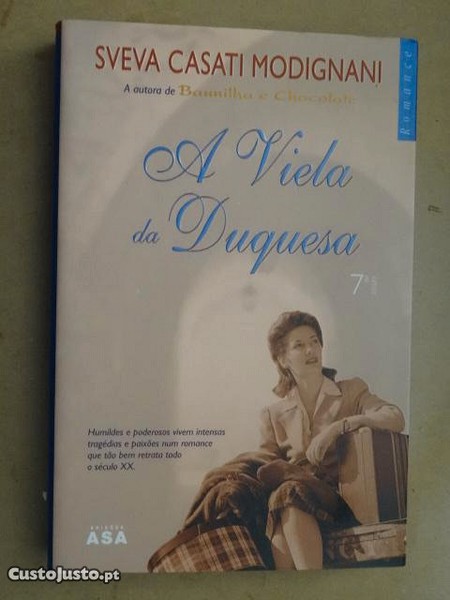 SVEVA CASATI MODIGNANI
A autora de Baunilha e Chocolate
Romance
A Viela
da Duquesa
7ª
Humildes e poderosos vivem intensas
tragédias e paixões num romance
que tão bem retrata todo
o século XX.
EDIÇÕES
ASA
CustoJusto.pt